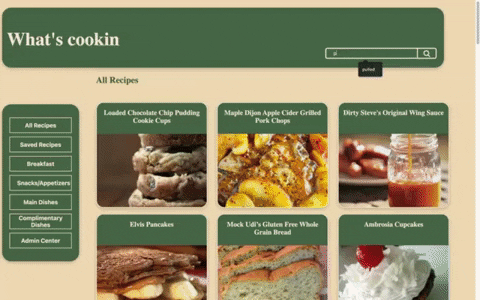 What's cookin
All Recipes
All Recipes
Saved Recipes
Breakfast
Snacks/Appetizers
Main Dishes
Complimentary
Dishes
Admin Center
Loaded Chocolate Chip Pudding
Cookie Cups
Maple Dijon Apple Cider Grilled
Pork Chops
Dirty Steve's Original Wing Sauce
Elvis Pancakes
Mock Udi's Gluten Free Whole
Grain Bread
Ambrosia Cupcakes